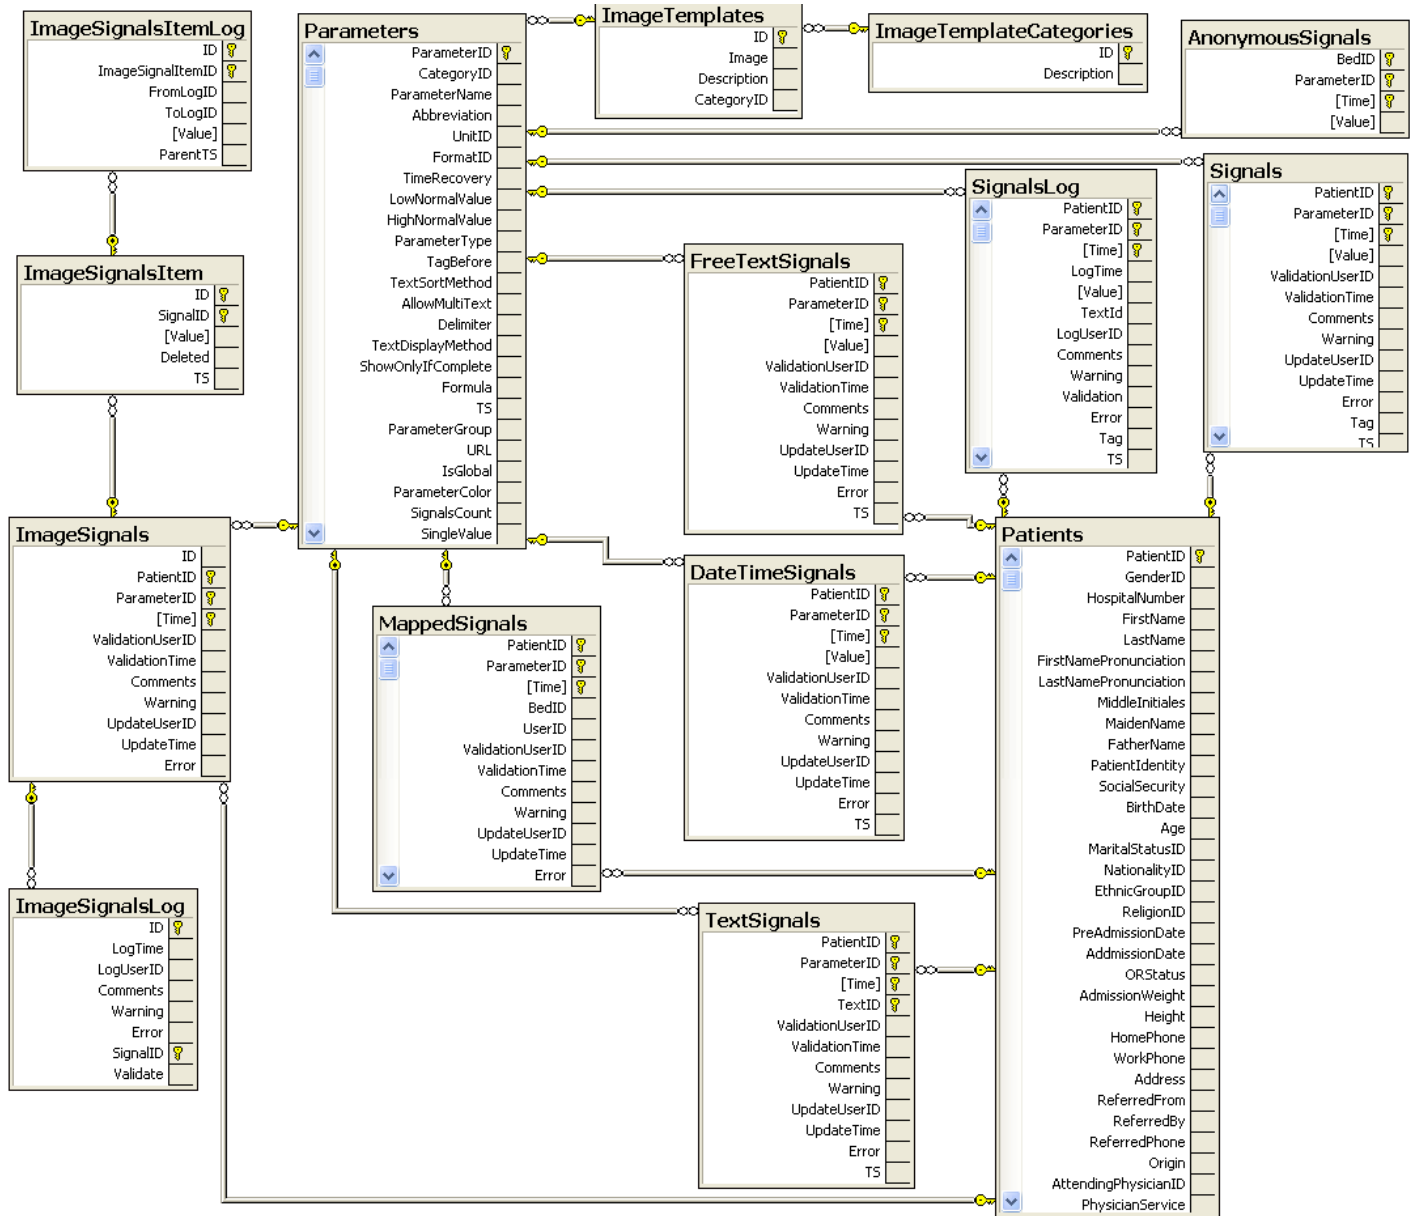 ImageSignalsItemLog
ID
ImageSignalItemID
FromLogID
ToLogID
[Value]
ParentTS
ImageSignalsItem
ID
SignalID
[Value]
Deleted
TS
ImageSignals
ID
PatientID
ParameterID
[Time]
ValidationUserID
ValidationTime
Comments
Warning
UpdateUserID
UpdateTime
Error
ImageSignalsLog
ID
LogTime
LogUserID
Comments
Warning
Error
SignalID
Validate
Parameters
ParameterID
CategoryID
ParameterName
Abbreviation
UnitID
FormatID
TimeRecovery
LowNormalValue
HighNormalValue
ParameterType
TagBefore
TextSortMethod
AllowMultiText
Delimiter
TextDisplayMethod
ShowOnlyIfComplete
Formula
TS
ParameterGroup
URL
IsGlobal
ParameterColor
SignalsCount
SingleValue
MappedSignals
PatientID
ParameterID
[Time]
BedID
UserID
ValidationUserID
ValidationTime
Comments
Warning
UpdateUserID
UpdateTime
Error
ImageTemplates
ID
Image
Description
CategoryID
ImageTemplateCategories
ID
Description
AnonymousSignals
BedID
ParameterID
[Time]
[Value]
FreeTextSignals
PatientID
ParameterID
[Time]
[Value]
ValidationUserID
ValidationTime
Comments
Warning
UpdateUserID
UpdateTime
Error
TS
DateTimeSignals
PatientID
ParameterID
[Time]
[Value]
ValidationUserID
ValidationTime
Comments
Warning
UpdateUserID
UpdateTime
Error
TS
TextSignals
PatientID
ParameterID
[Time]
TextID
ValidationUserID
ValidationTime
Comments
Warning
UpdateUserID
UpdateTime
Error
TS
SignalsLog
PatientID
ParameterID
[Time]
LogTime
[Value]
TextId
LogUserID
Comments
Warning
Validation
Error
Tag
TS
Signals
PatientID
ParameterID
[Time]
[Value]
ValidationUserID
ValidationTime
Comments
Warning
UpdateUserID
UpdateTime
Error
Tag
TS
Patients
PatientID
GenderID
HospitalNumber
FirstName
LastName
FirstNamePronunciation
LastNamePronunciation
MiddleInitiales
MaidenName
FatherName
PatientIdentity
SocialSecurity
BirthDate
Age
MaritalStatusID
NationalityID
EthnicGroupID
ReligionID
PreAdmissionDate
AddmissionDate
ORStatus
AdmissionWeight
Height
HomePhone
WorkPhone
Address
ReferredFrom
ReferredBy
ReferredPhone
Origin
AttendingPhysicianID
PhysicianService